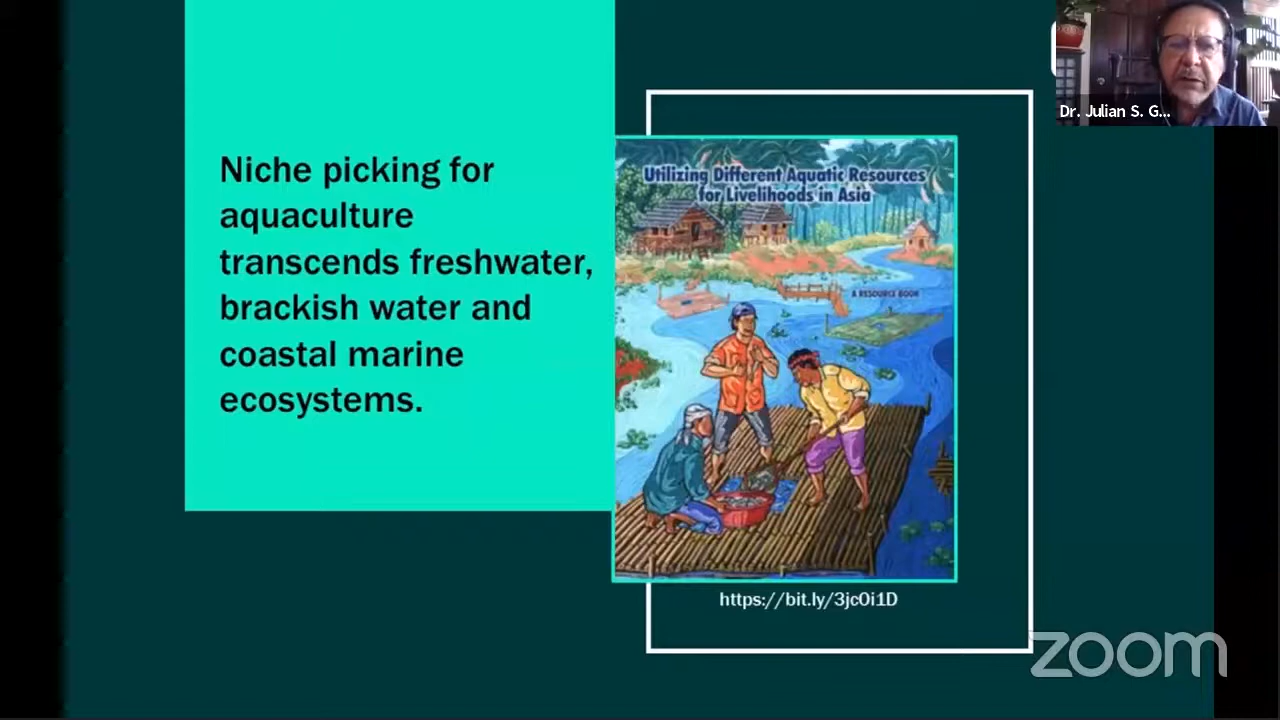 Dr. Julian S. G...
Niche picking for
aquaculture
transcends freshwater,
brackish water and
coastal marine
ecosystems.
Utilizing Different Aquatic Resources
for Livelihoods in Asia
A RESOURCE BOOK
https://bit.ly/3jc0i1D
zoom